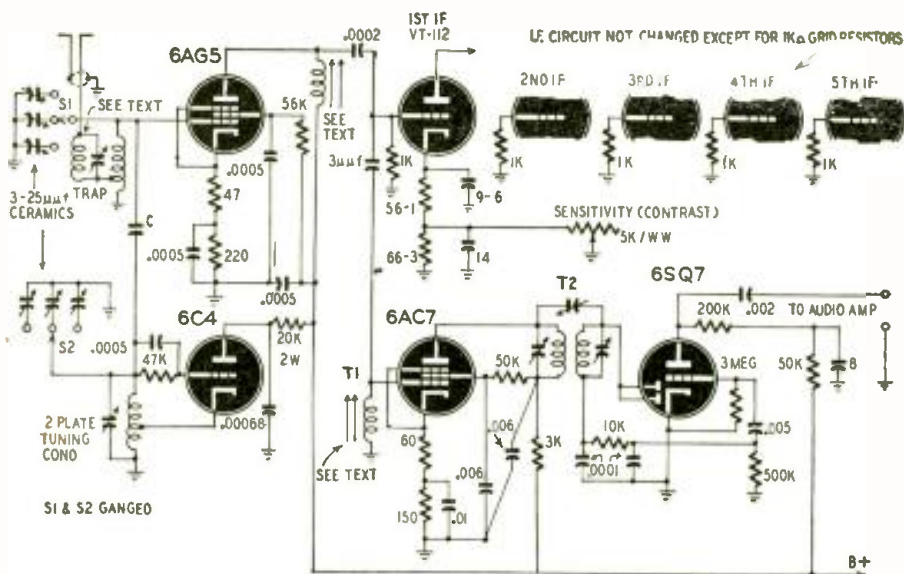 1ST IF
VT-112
I.F. CIRCUIT NOT CHANGED EXCEPT FOR 1KΩ GRID RESISTORS
6AG5
.0002
2ND IF
3RD IF
4TH IF
5TH IF
S1
SEE TEXT
56K
SEE TEXT
.0005
3μμf
1K
1K
1K
1K
1K
TRAP
3-25μμf
CERAMICS
47
9-6
56-1
SENSITIVITY (CONTRAST)
5K/WW
C
.0005
220
.0005
66-3
14
T2
6SQ7
.002
TO AUDIO AMP
6C4
6AC7
200K
20K
2W
S2
.0005
47K
50K
3 MEG
50K
8
T1
2 PLATE
TUNING
COND
.00068
60
.006
.006
3K
10K
.005
SEE TEXT
.0001
500K
150
.01
S1 & S2 GANGED
B+